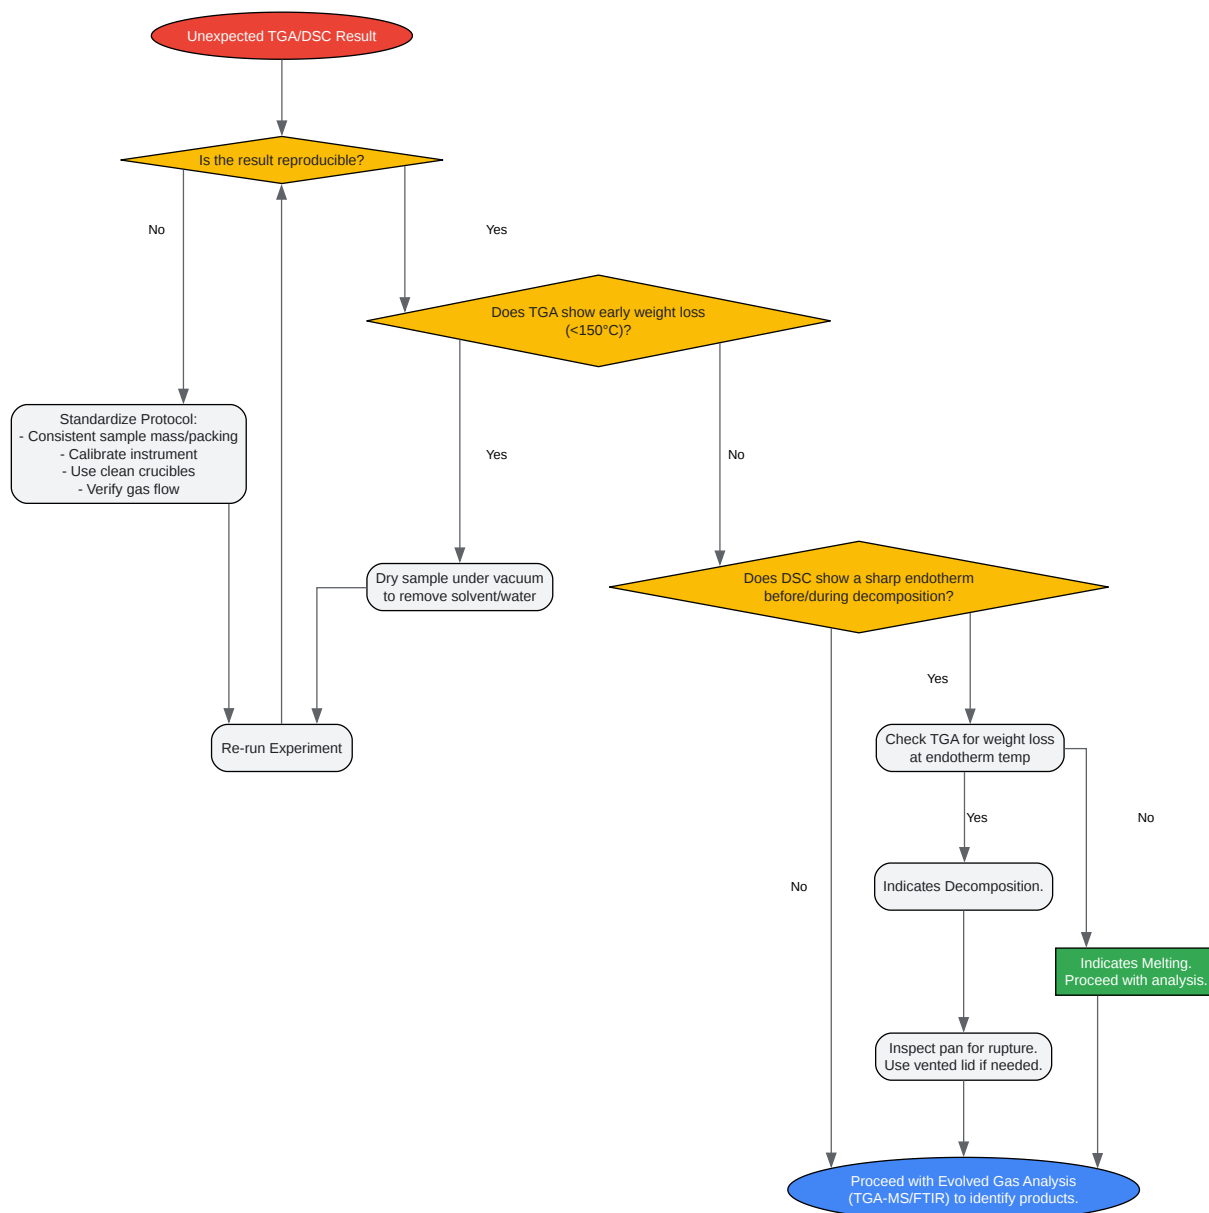 Unexpected TGA/DSC Result
Is the result reproducible?
No
Yes
Does TGA show early weight loss
(<150°C)?
Standardize Protocol:
- Consistent sample mass/packing
- Calibrate instrument
- Use clean crucibles
- Verify gas flow
Yes
No
Dry sample under vacuum
to remove solvent/water
Does DSC show a sharp endotherm
before/during decomposition?
Yes
Re-run Experiment
Check TGA for weight loss
at endotherm temp
Yes
No
No
Indicates Decomposition.
Indicates Melting.
Proceed with analysis.
Inspect pan for rupture.
Use vented lid if needed.
Proceed with Evolved Gas Analysis
(TGA-MS/FTIR) to identify products.